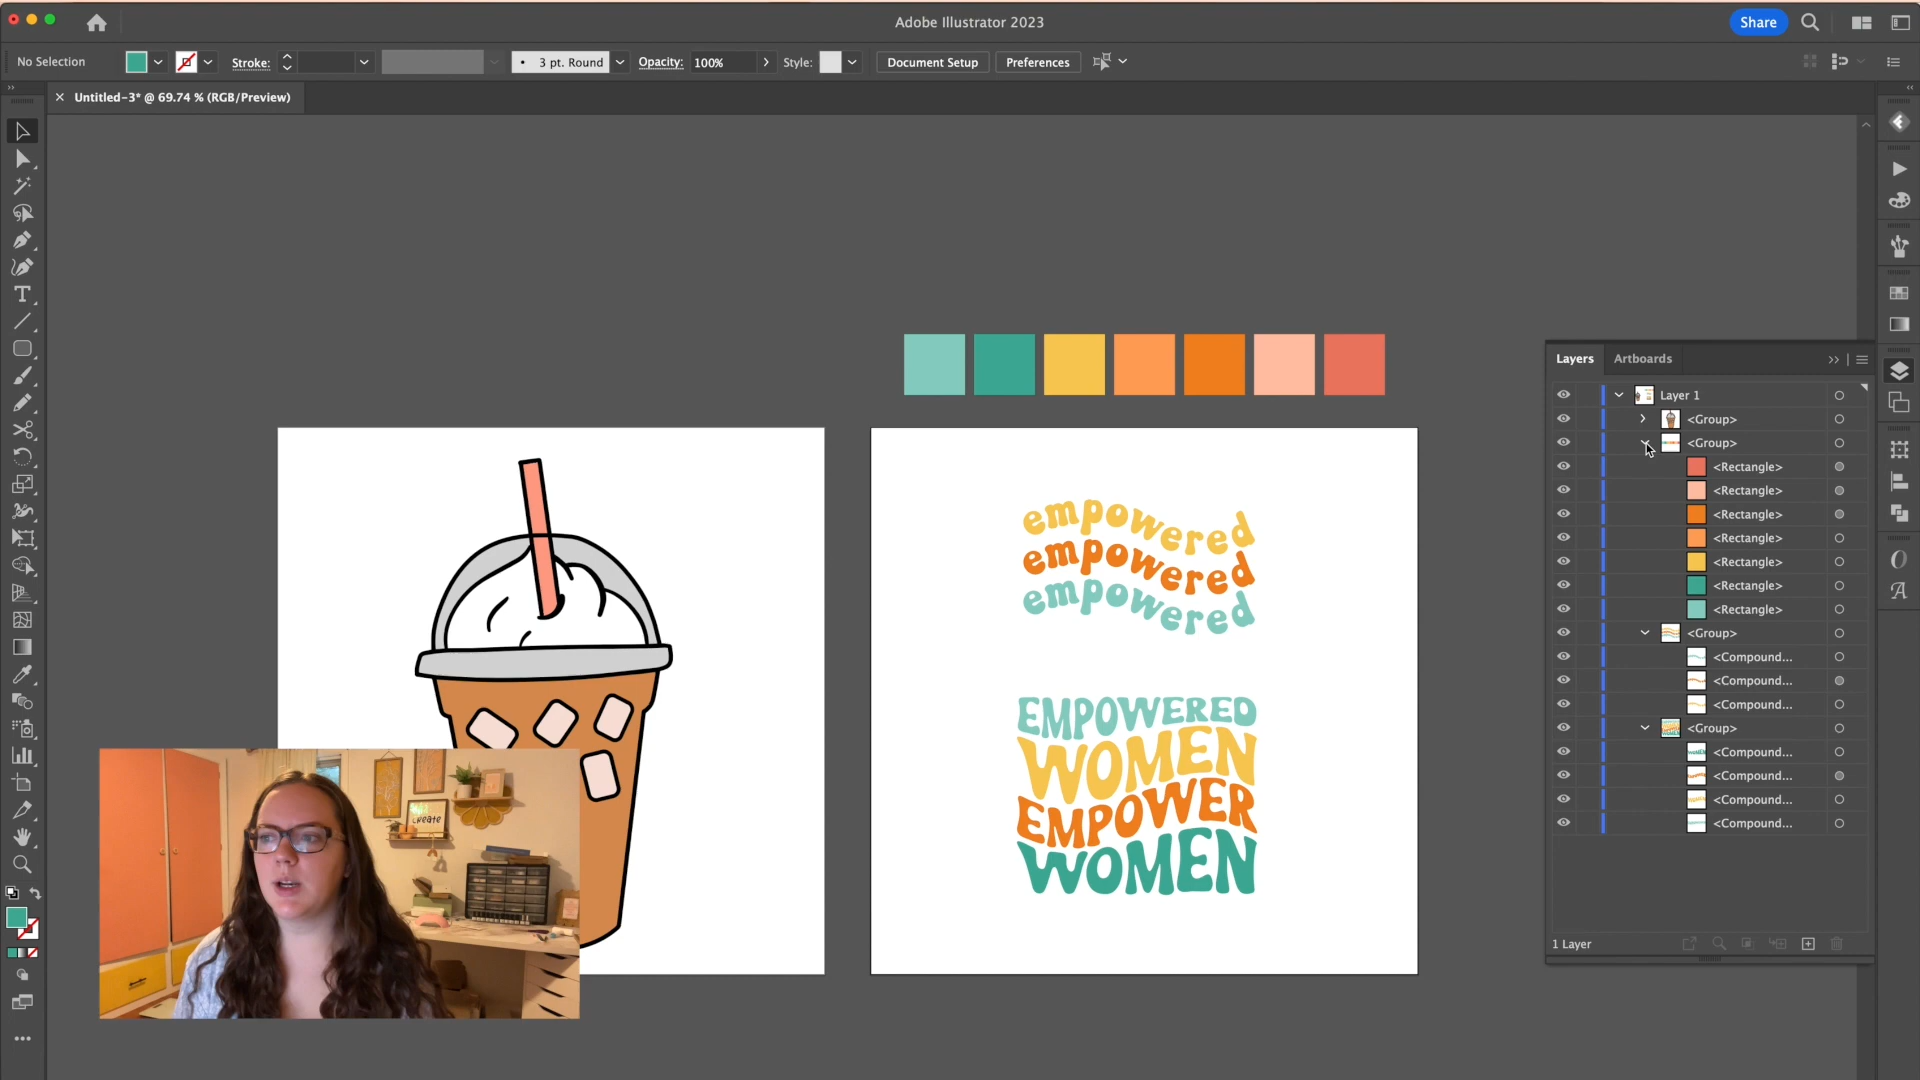 Adobe Illustrator 2023
Share
No Selection
Stroke:
3 pt. Round
Opacity:
100%
Style:
Document Setup
Preferences
Untitled-3* @ 69.74 % (RGB/Preview)
Layers
Artboards
Layer 1
<Group>
<Group>
<Rectangle>
<Rectangle>
<Rectangle>
<Rectangle>
<Rectangle>
<Rectangle>
<Rectangle>
<Group>
<Compound...
<Compound...
<Compound...
<Group>
<Compound...
<Compound...
<Compound...
<Compound...
1 Layer
empowered
empowered
empowered
EMPOWERED
WOMEN
EMPOWER
WOMEN
create